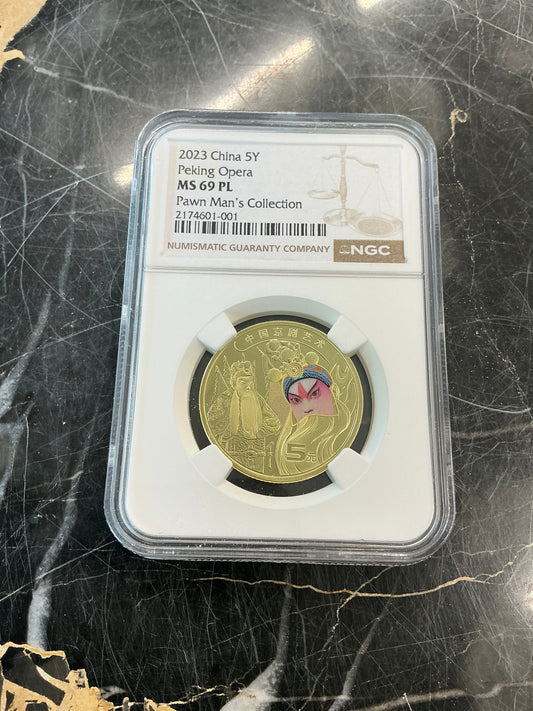 2023 China 5Y
Peking Opera
MS 69 PL
Pawn Man's Collection
2174601-001
NUMISMATIC GUARANTY COMPANY
NGC
中国京剧艺术
5元